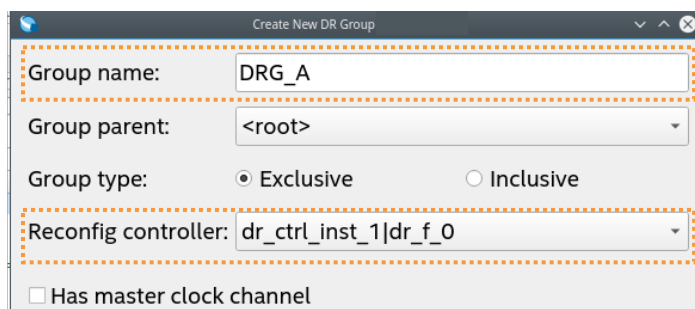 Create New DR Group
Group name: DRG_A
Group parent: <root>
Group type: Exclusive Inclusive
Reconfig controller: dr_ctrl_inst_1|dr_f_0
Has master clock channel